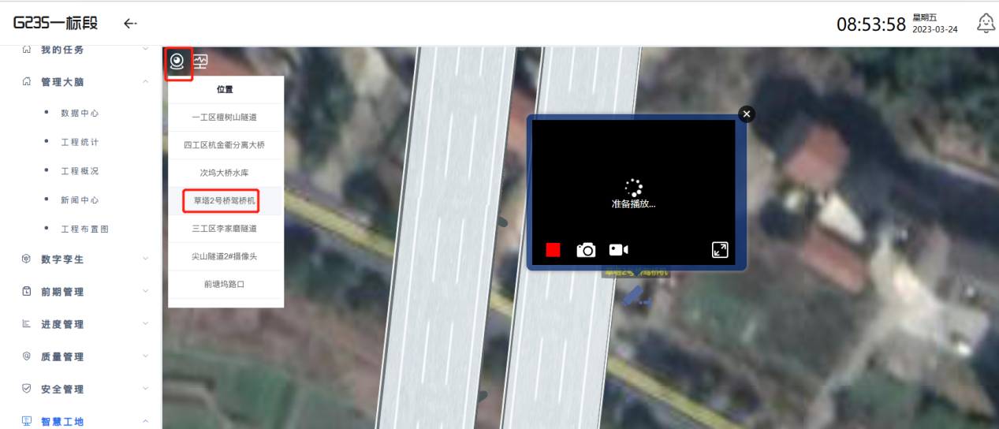 G235一标段
08:53:58
星期五
2023-03-24
我的任务
管理大脑
数据中心
工程统计
工程概况
新闻中心
工程布置图
数字孪生
前期管理
进度管理
质量管理
安全管理
智慧工地
位置
一工区檀树山隧道
四工区杭金衢分离大桥
次坞大桥水库
草塔2号桥驾桥机
三工区李家磨隧道
尖山隧道2#摄像头
前塘坞路口
准备播放...
草塔2号桥驾桥机